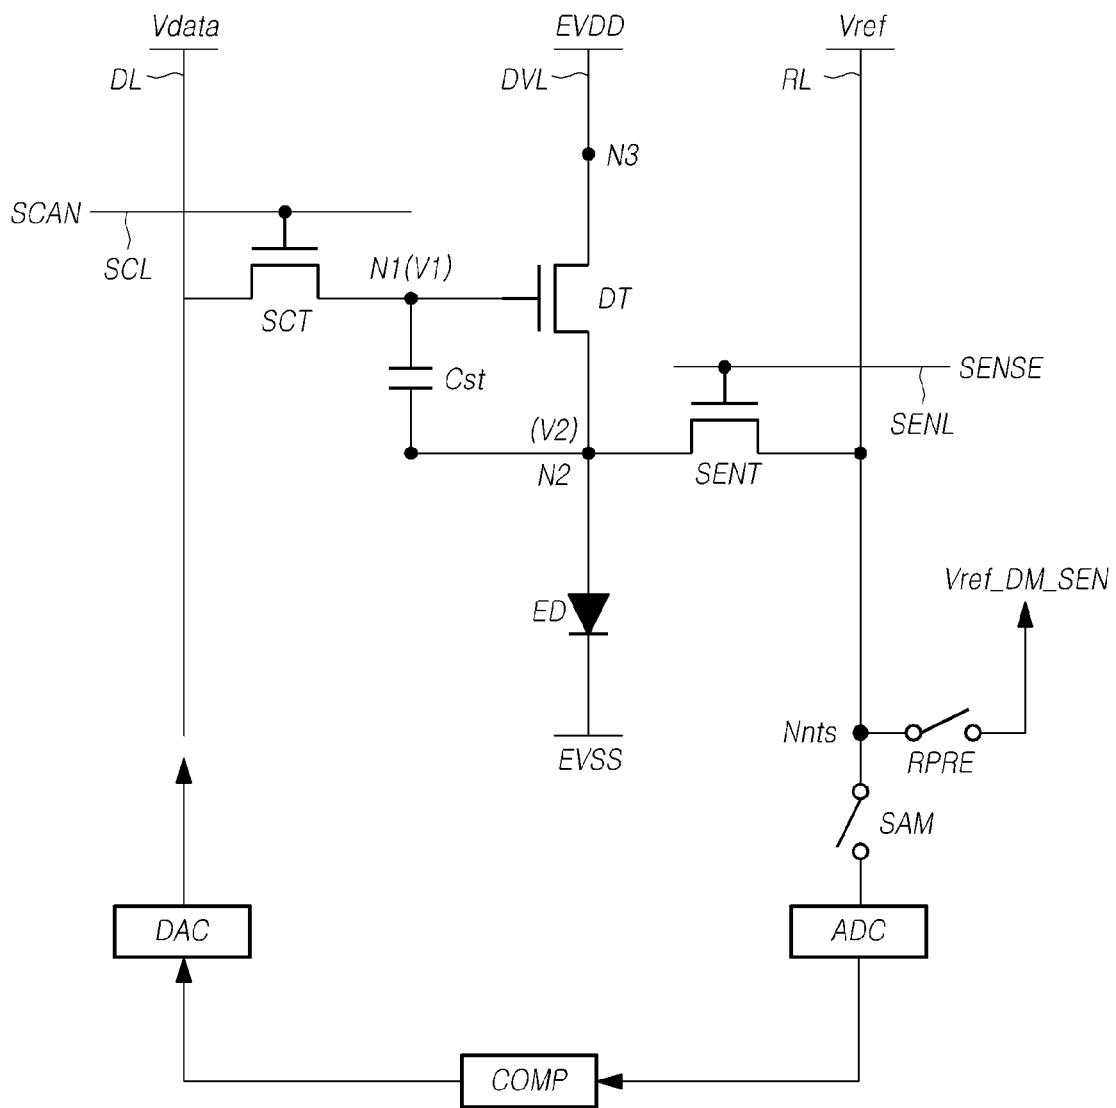 Vdata
EVDD
Vref
DL
DVL
RL
N3
SCAN
SCL
N1(V1)
DT
SCT
Cst
SENSE
SENL
(V2)
N2
SENT
Vref_DM_SEN
ED
Nnts
RPRE
EVSS
SAM
DAC
ADC
COMP